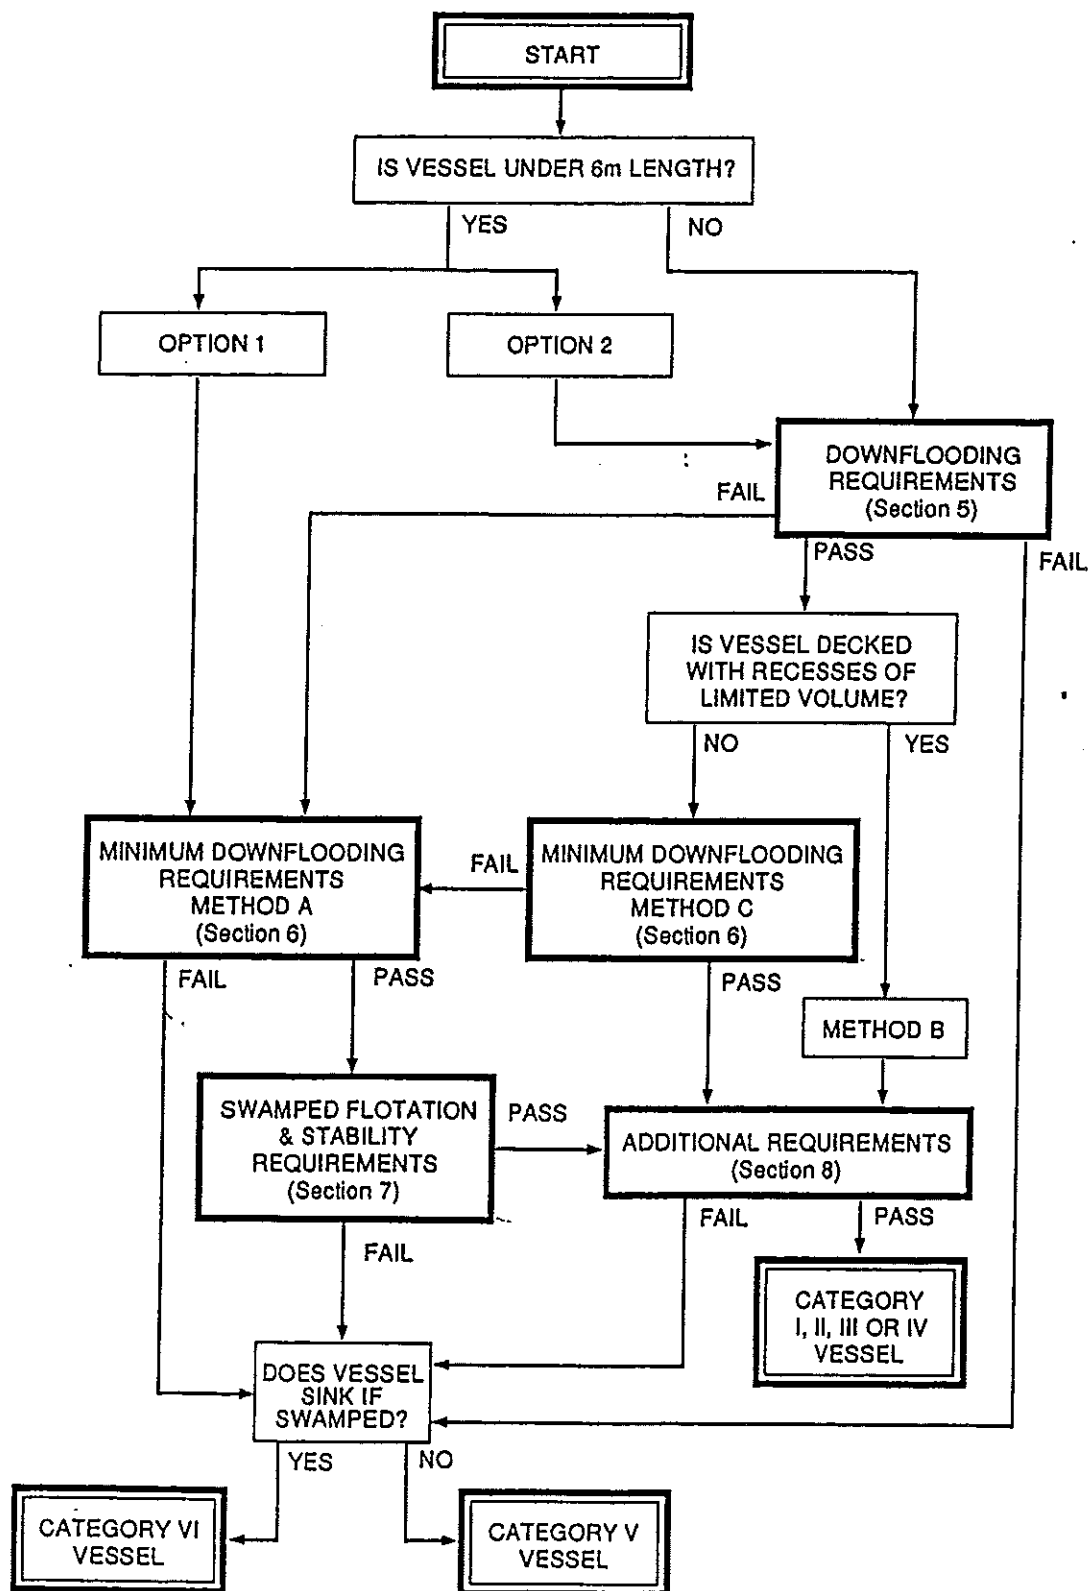 START
IS VESSEL UNDER 6m LENGTH?
YES
NO
OPTION 1
OPTION 2
DOWNFLOODING
REQUIREMENTS
(Section 5)
FAIL
PASS
FAIL
IS VESSEL DECKED
WITH RECESSES OF
LIMITED VOLUME?
NO
YES
MINIMUM DOWNFLOODING
REQUIREMENTS
METHOD A
(Section 6)
FAIL
MINIMUM DOWNFLOODING
REQUIREMENTS
METHOD C
(Section 6)
FAIL
PASS
PASS
METHOD B
SWAMPED FLOTATION
& STABILITY
REQUIREMENTS
(Section 7)
PASS
ADDITIONAL REQUIREMENTS
(Section 8)
FAIL
FAIL
PASS
CATEGORY
I, II, III OR IV
VESSEL
DOES VESSEL
SINK IF
SWAMPED?
YES
NO
CATEGORY VI
VESSEL
CATEGORY V
VESSEL